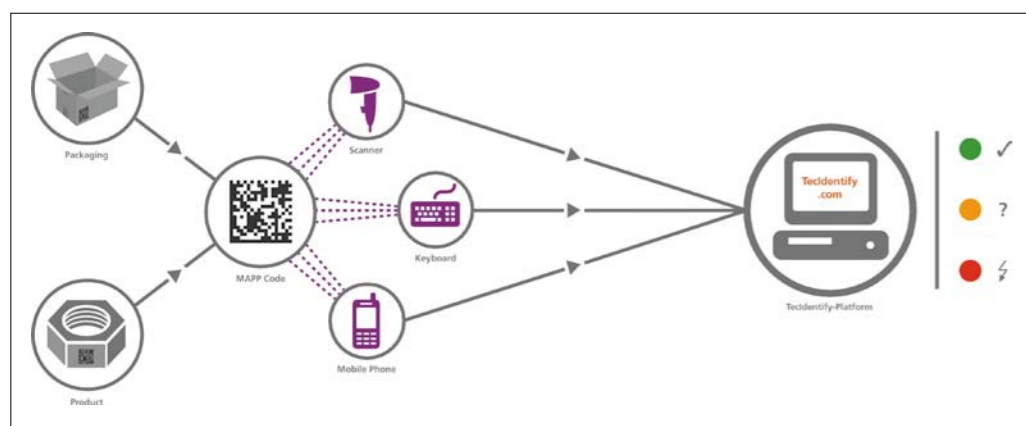 Packaging
Scanner
TecIdentify
.com
?
MAPP Code
Keyboard
TecIdentify-Platform
Product
Mobile Phone